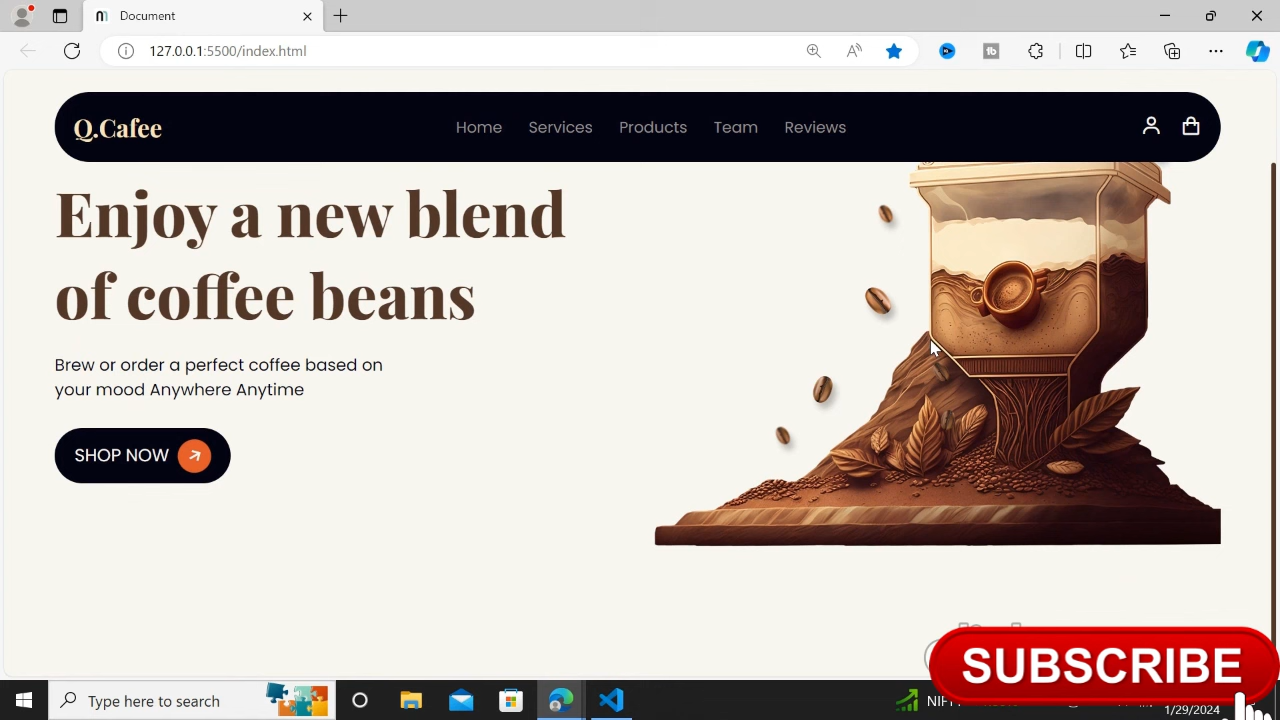 Document
127.0.0.1:5500/index.html
Q.Cafee
Home Services Products Team Reviews
Enjoy a new blend
of coffee beans
Brew or order a perfect coffee based on
your mood Anywhere Anytime
SHOP NOW
SUBSCRIBE
Type here to search
1/29/2024